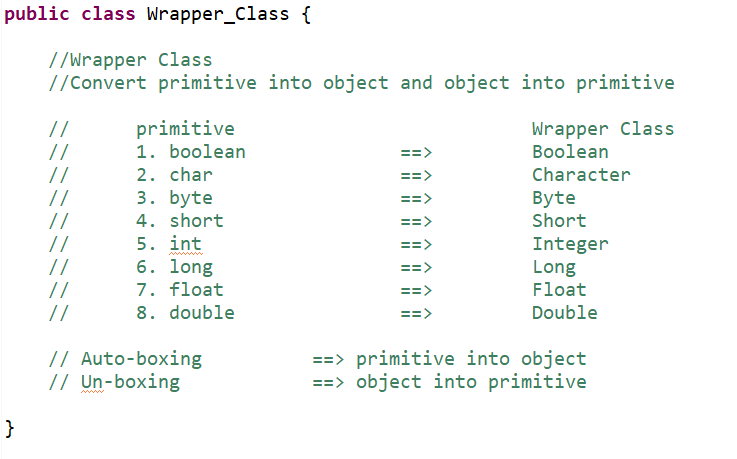 public class Wrapper_Class {
//Wrapper Class
//Convert primitive into object and object into primitive
// primitive Wrapper Class
// 1. boolean ==> Boolean
// 2. char ==> Character
// 3. byte ==> Byte
// 4. short ==> Short
// 5. int ==> Integer
// 6. long ==> Long
// 7. float ==> Float
// 8. double ==> Double
// Auto-boxing ==> primitive into object
// Un-boxing ==> object into primitive
}